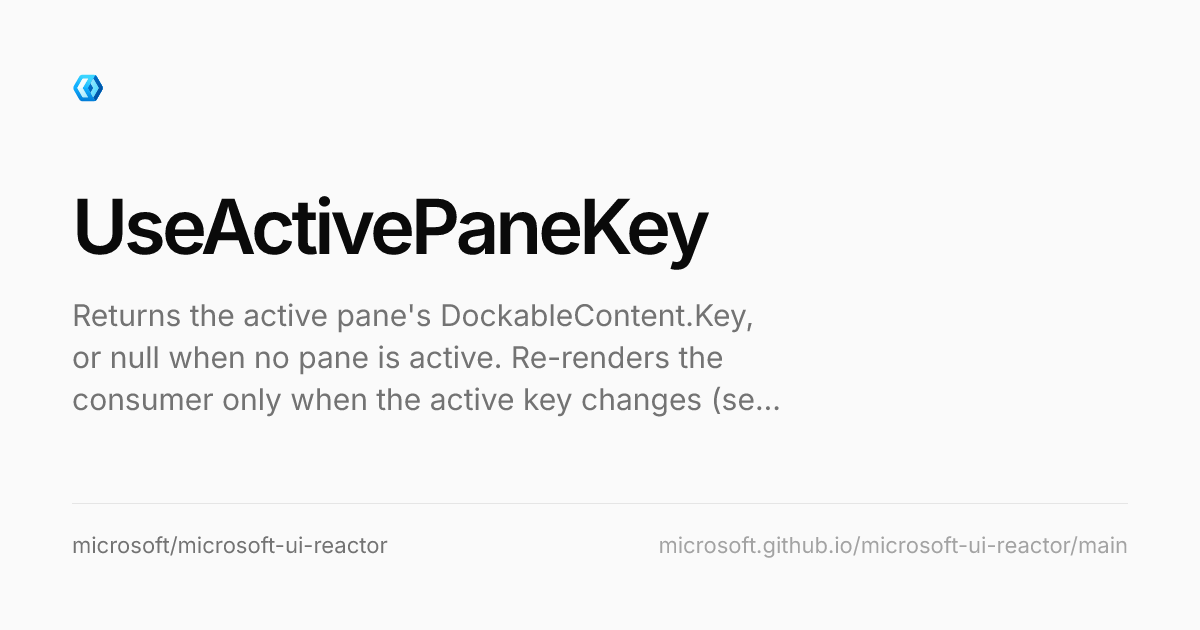 UseActivePaneKey
Returns the active pane's DockableContent.Key,
or null when no pane is active. Re-renders the
consumer only when the active key changes (se...
microsoft/microsoft-ui-reactor
microsoft.github.io/microsoft-ui-reactor/main